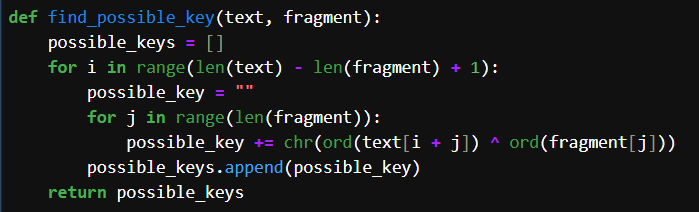 def find_possible_key(text, fragment):
    possible_keys = []
    for i in range(len(text) - len(fragment) + 1):
        possible_key = ""
        for j in range(len(fragment)):
            possible_key += chr(ord(text[i + j]) ^ ord(fragment[j]))
        possible_keys.append(possible_key)
    return possible_keys